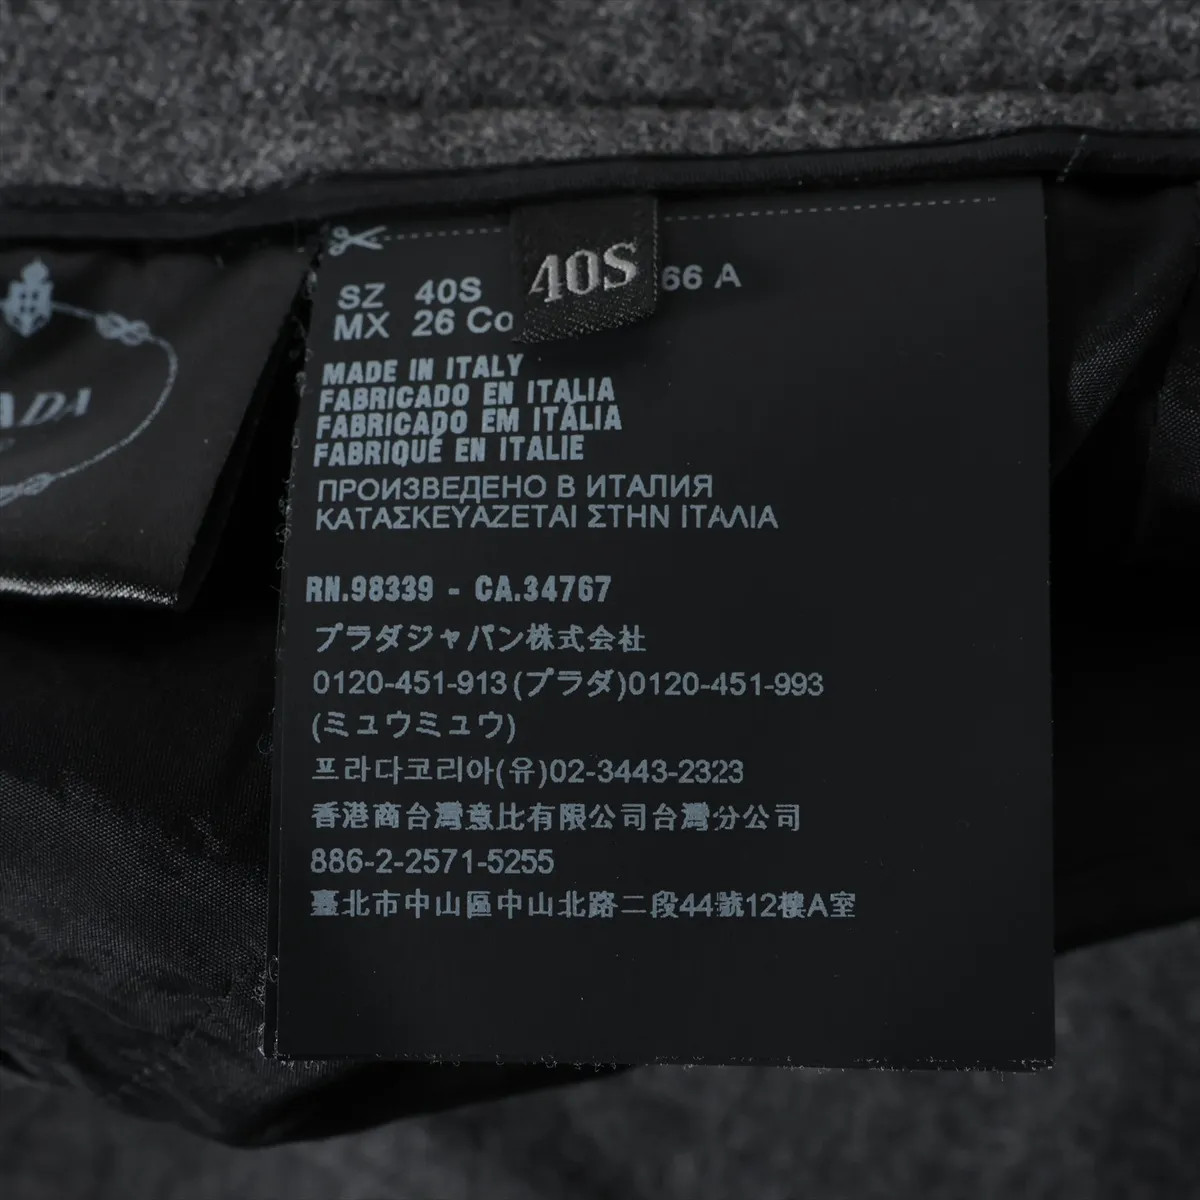 SZ 40S 66 A
MX 26 Co
40S
MADE IN ITALY
FABRICADO EN ITALIA
FABRICADO EM ITÁLIA
FABRIQUÉ EN ITALIE
ПРОИЗВЕДЕНО В ИТАЛИЯ
ΚΑΤΑΣΚΕΥΑΖΕΤΑΙ ΣΤΗΝ ΙΤΑΛΙΑ
RN.98339 - CA.34767
プラダジャパン株式会社
0120-451-913(プラダ)0120-451-993
(ミュウミュウ)
프라다코리아(유)02-3443-2323
香港商台灣意比有限公司台灣分公司
886-2-2571-5255
臺北市中山區中山北路二段44號12樓A室
ADA